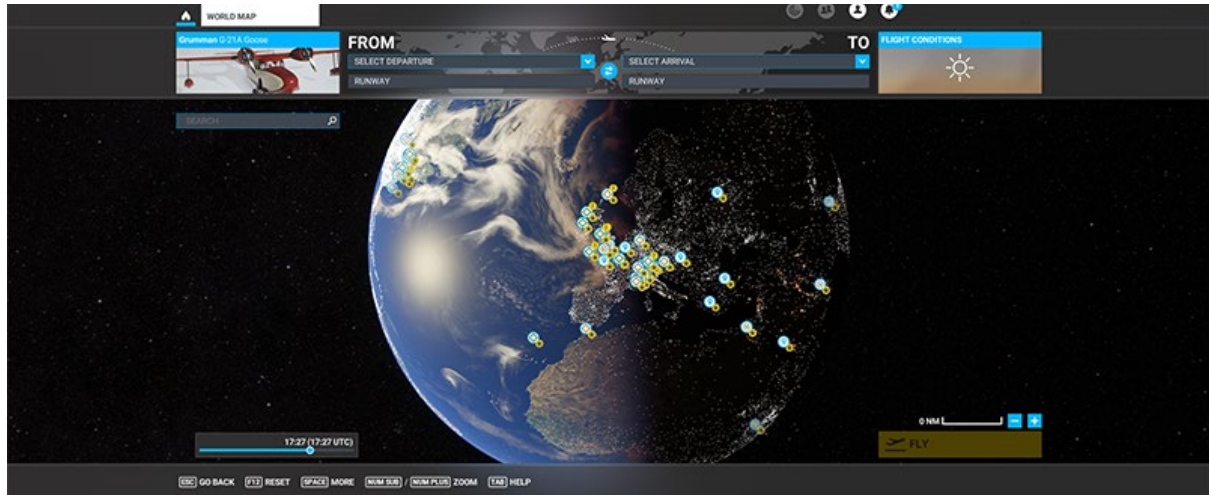 WORLD MAP
Grumman G-21A Goose
FROM
TO
FLIGHT CONDITIONS
SELECT DEPARTURE
SELECT ARRIVAL
RUNWAY
RUNWAY
SEARCH
0 NM
17:27 (17:27 UTC)
FLY
ESC GO BACK F12 RESET SPACE MORE NUM SUB / NUM PLUS ZOOM TAB HELP